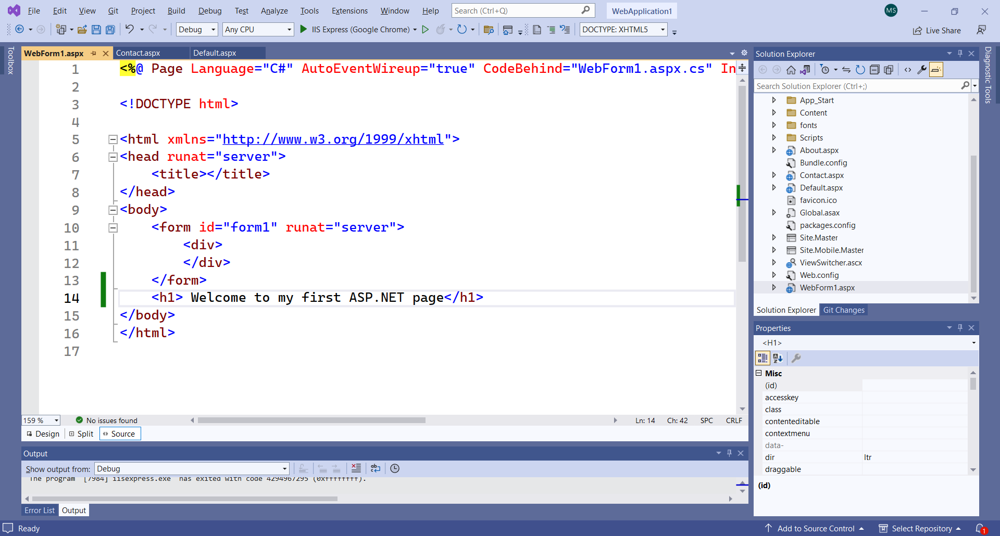 File Edit View Git Project Build Debug Test Analyze Tools Extensions Window Help Search (Ctrl+Q) WebApplication1 MS
Debug Any CPU IIS Express (Google Chrome) DOCTYPE: XHTML5 Live Share
Toolbox
WebForm1.aspx Contact.aspx Default.aspx
1 <%@ Page Language="C#" AutoEventWireup="true" CodeBehind="WebForm1.aspx.cs" In
2
3 <!DOCTYPE html>
4
5 <html xmlns="http://www.w3.org/1999/xhtml">
6 <head runat="server">
7 <title></title>
8 </head>
9 <body>
10 <form id="form1" runat="server">
11 <div>
12 </div>
13 </form>
14 <h1> Welcome to my first ASP.NET page</h1>
15 </body>
16 </html>
17
159 % No issues found Ln: 14 Ch: 42 SPC CRLF
Design Split Source
Output
Show output from: Debug
The program '[7984] iisexpress.exe' has exited with code 4294967295 (0xffffffff).
Error List Output
Solution Explorer
Search Solution Explorer (Ctrl+;)
App_Start
Content
fonts
Scripts
About.aspx
Bundle.config
Contact.aspx
Default.aspx
favicon.ico
Global.asax
packages.config
Site.Master
Site.Mobile.Master
ViewSwitcher.ascx
Web.config
WebForm1.aspx
Solution Explorer Git Changes
Properties
<H1>
Misc
(id)
accesskey
class
contenteditable
contextmenu
data-
dir ltr
draggable
(id)
Diagnostic Tools
Ready Add to Source Control Select Repository 1